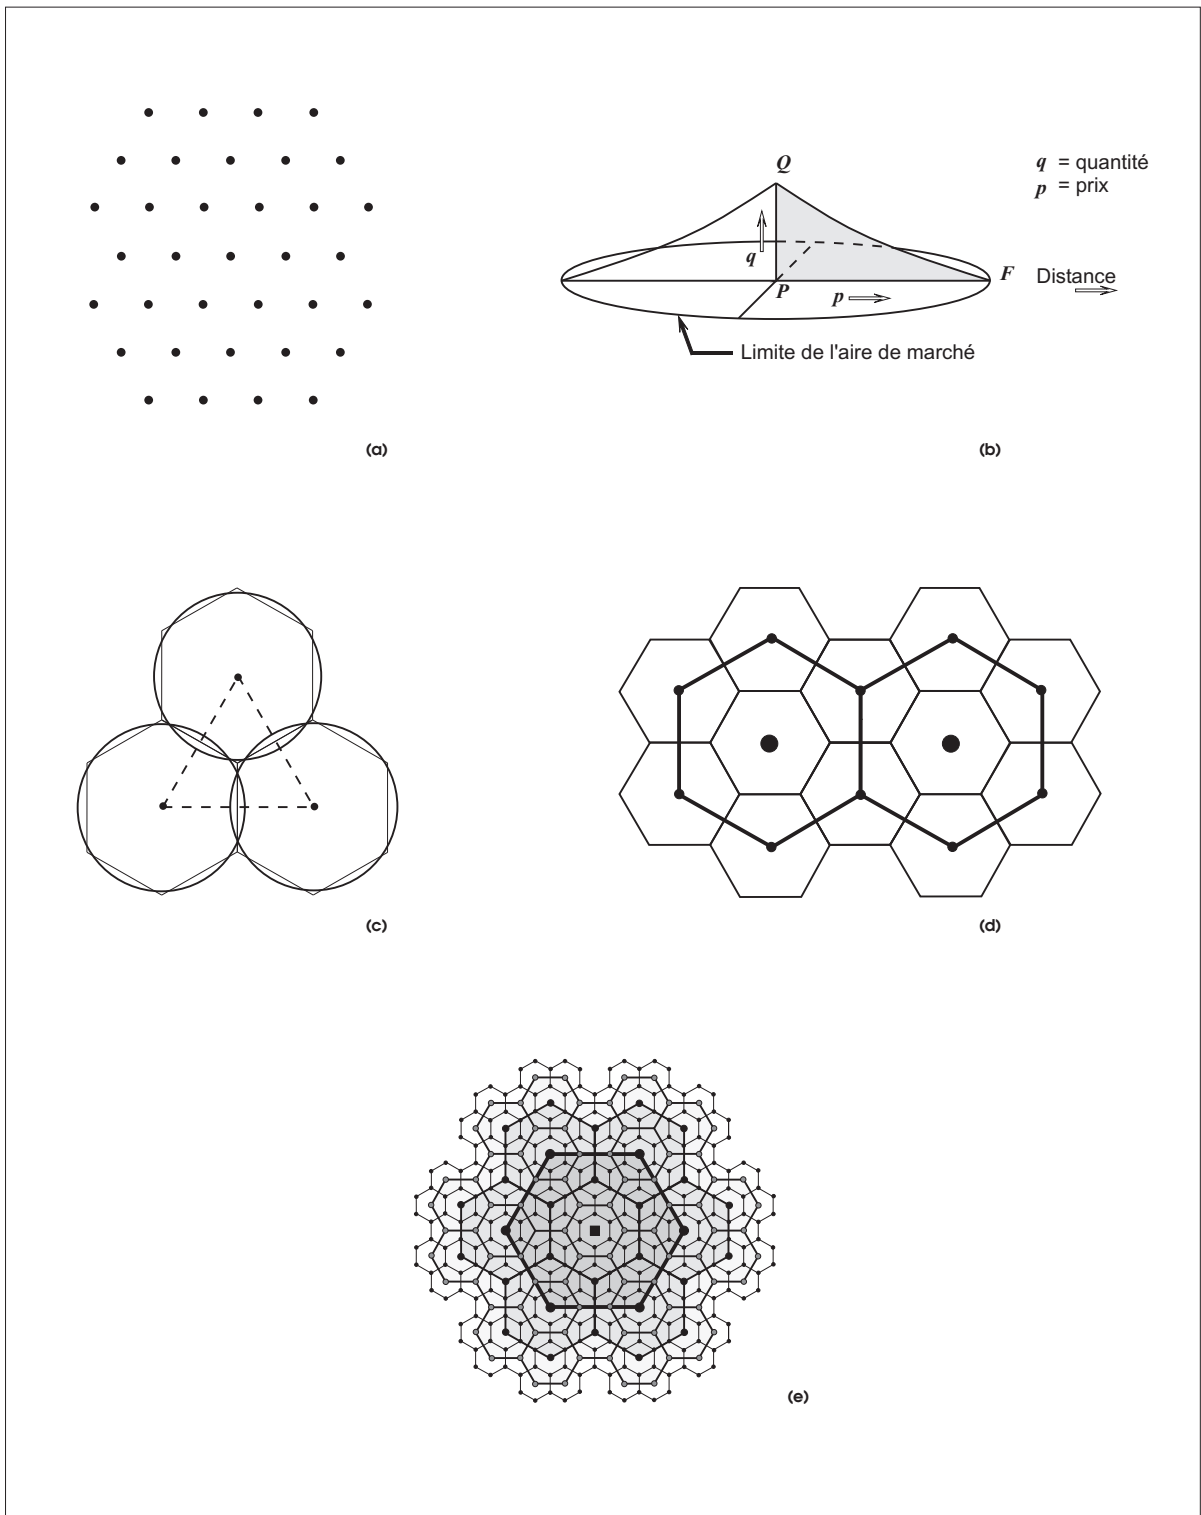 Q
q = quantité
p = prix
q
F
Distance
P
p
Limite de l'aire de marché
(a)
(b)
(c)
(d)
(e)